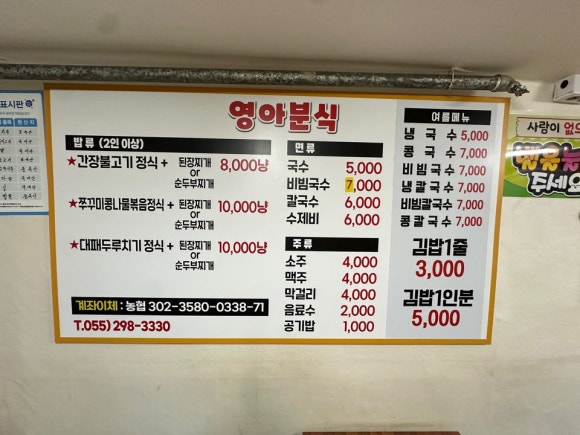 표시판
영아분식
밥 류 (2인 이상)
★간장불고기 정식 + 된장찌개 or 순두부찌개 8,000냥
★쭈꾸미콩나물볶음정식 + 된장찌개 or 순두부찌개 10,000냥
★대패두루치기 정식 + 된장찌개 or 순두부찌개 10,000냥
계좌이체 : 농협 302-3580-0338-71
T.055) 298-3330
면 류
국수 5,000
비빔국수 7,000
칼국수 6,000
수제비 6,000
주류
소주 4,000
맥주 4,000
막걸리 4,000
음료수 2,000
공기밥 1,000
여름메뉴
냉 국 수 5,000
콩 국 수 7,000
비빔국수 7,000
냉칼국수 7,000
비빔칼국수 7,000
콩칼국수 7,000
김밥1줄
3,000
김밥1인분
5,000
사랑이 없으
주세요